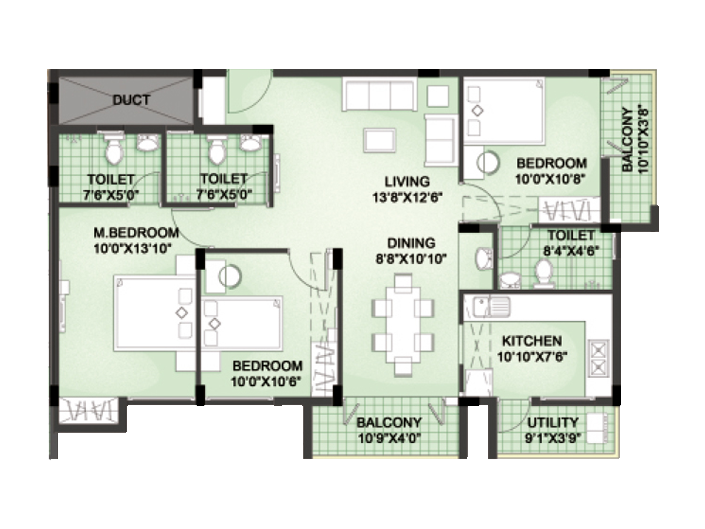 DUCT
BALCONY
10'10"X3'8"
TOILET
7'6"X5'0"
TOILET
7'6"X5'0"
LIVING
13'8"X12'6"
BEDROOM
10'0"X10'8"
M.BEDROOM
10'0"X13'10"
DINING
8'8"X10'10"
TOILET
8'4"X4'6"
KITCHEN
10'10"X7'6"
BEDROOM
10'0"X10'6"
BALCONY
10'9"X4'0"
UTILITY
9'1"X3'9"